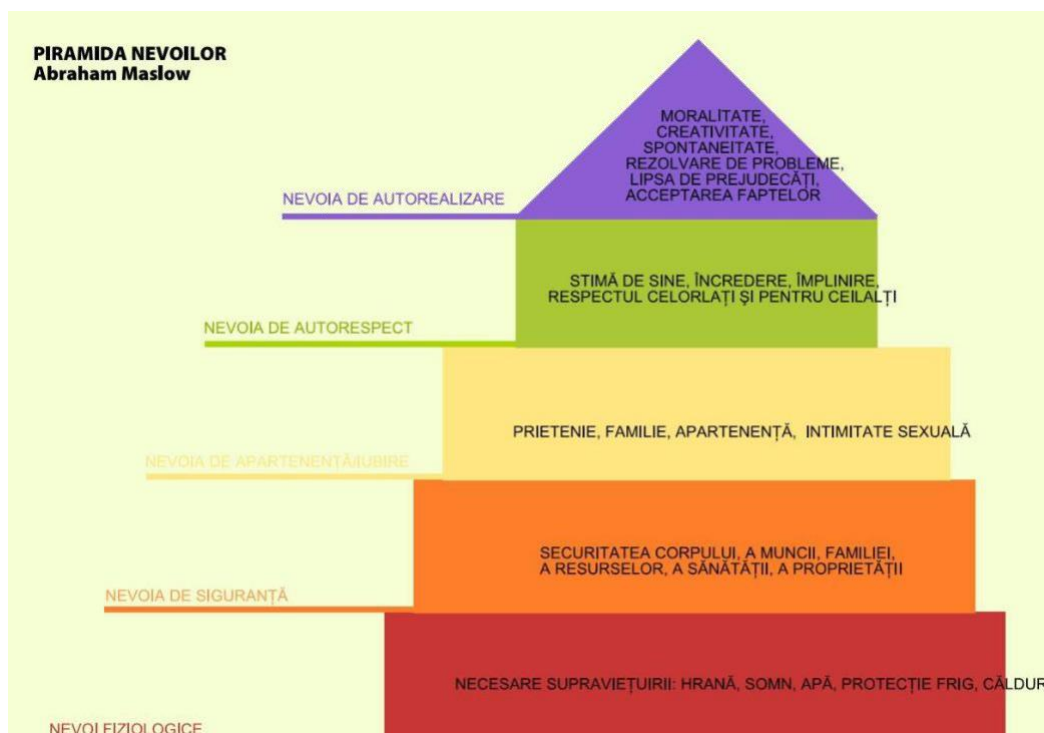 PIRAMIDA NEVOILOR
Abraham Maslow
MORALITATE,
CREATIVITATE,
SPONTANEITATE,
REZOLVARE DE PROBLEME,
LIPSA DE PREJUDECĂȚI,
ACCEPTAREA FAPTELOR
NEVOIA DE AUTOREALIZARE
STIMĂ DE SINE, ÎNCREDERE, ÎMPLINIRE,
RESPECTUL CELORLAȚI ŞI PENTRU CEILALȚI
NEVOIA DE AUTORESPECT
PRIETENIE, FAMILIE, APARTENENȚĂ, INTIMITATE SEXUALĂ
NEVOIA DE APARTENENȚĂ/IUBIRE
SECURITATEA CORPULUI, A MUNCII, FAMILIEI,
A RESURSELOR, A SĂNĂTĂȚII, A PROPRIETĂȚII
NEVOIA DE SIGURANȚĂ
NECESARE SUPRAVIEȚUIRII: HRANĂ, SOMN, APĂ, PROTECȚIE FRIG, CĂLDUR
NEVOI FIZIOLOGICE